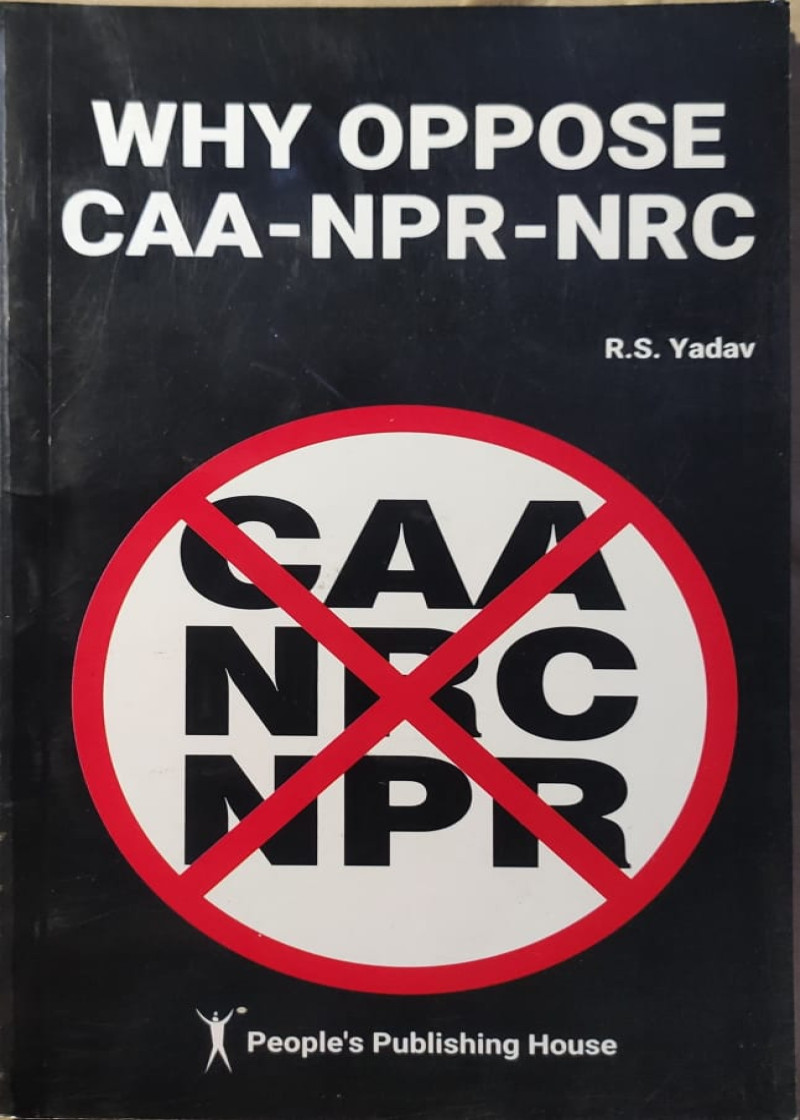 WHY OPPOSE
CAA-NPR-NRC
R.S. Yadav
CAA
NRC
NPR
People's Publishing House